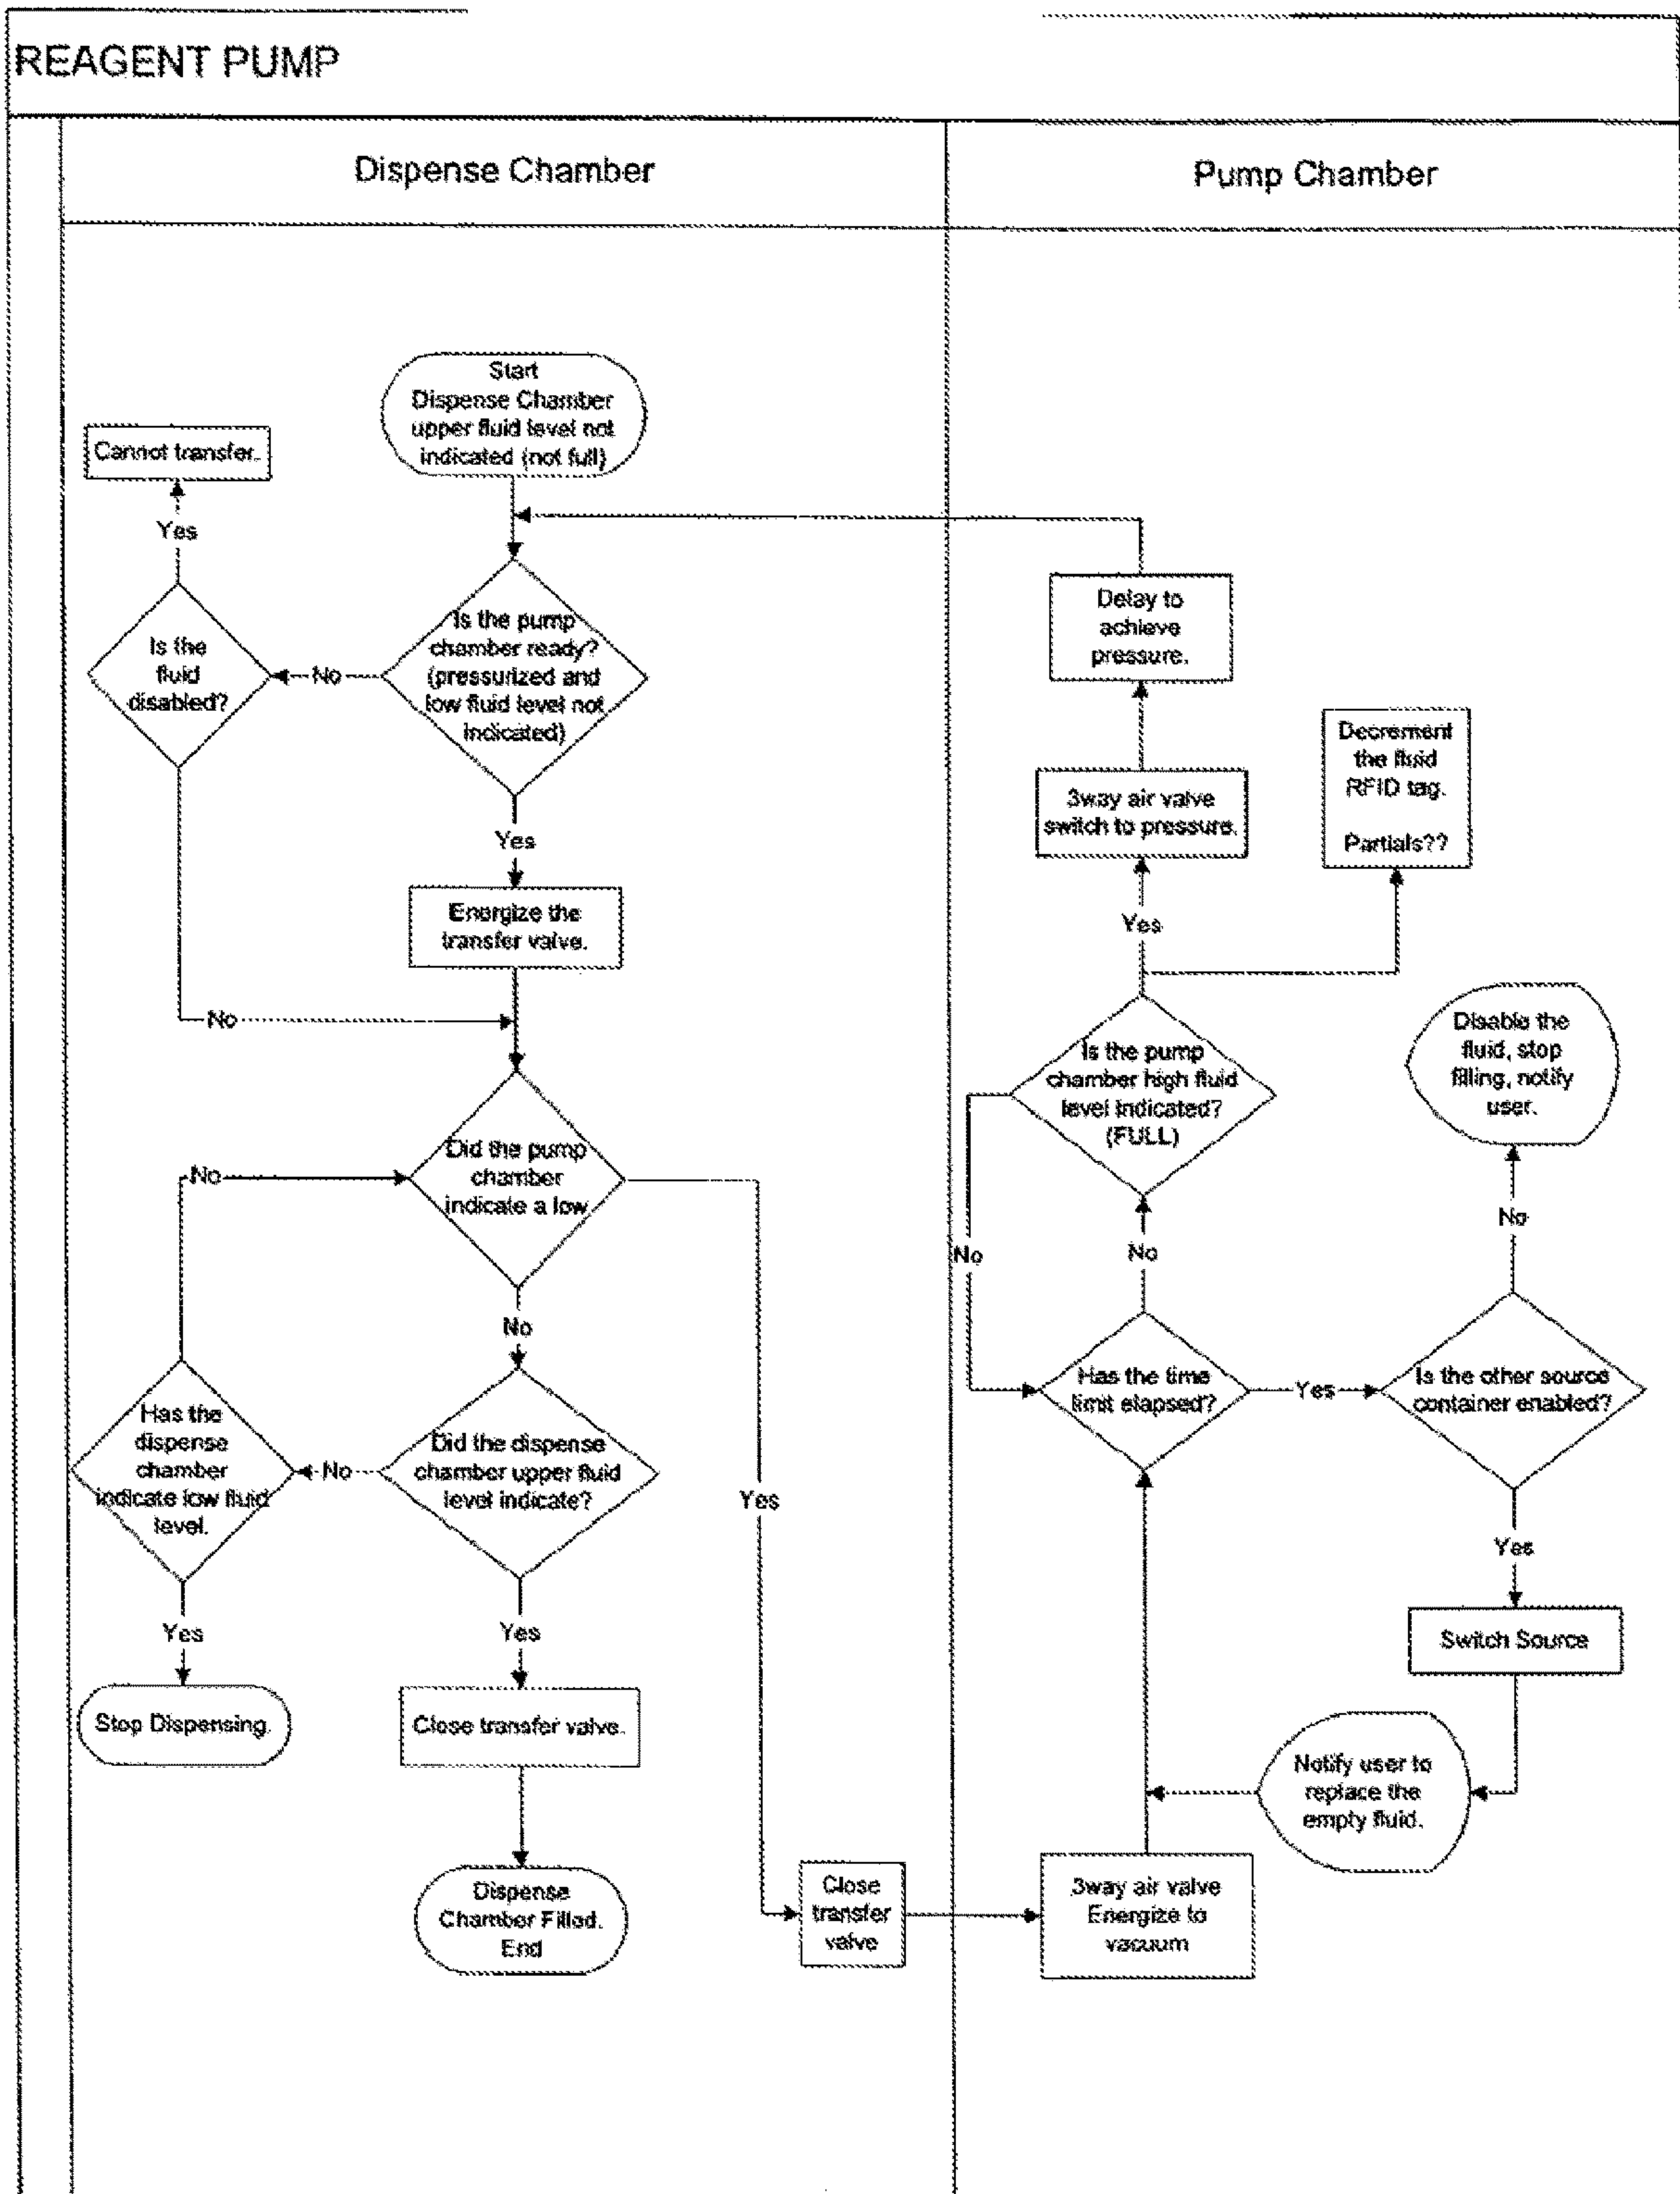 REAGENT PUMP
Dispense Chamber
Pump Chamber
Start
Dispense Chamber
upper fluid level not
indicated (not full)
Cannot transfer.
Yes
Is the
fluid
disabled?
No
Is the pump
chamber ready?
(pressurized and
low fluid level not
indicated)
Yes
Energize the
transfer valve.
No
Did the pump
chamber
indicate a low
No
No
Has the
dispense
chamber
indicate low fluid
level.
No
Did the dispense
chamber upper fluid
level indicate?
Yes
Yes
Yes
Stop Dispensing.
Close transfer valve.
Dispense
Chamber Filled.
End
Close
transfer
valve
Delay to
achieve
pressure.
3way air valve
switch to pressure.
Decrement
the fluid
RFID tag.
Partials??
Yes
Is the pump
chamber high fluid
level indicated?
(FULL)
Disable the
fluid, stop
filling, notify
user.
No
No
No
Has the time
limit elapsed?
Yes
Is the other source
container enabled?
Yes
Switch Source
Notify user to
replace the
empty fluid.
3way air valve
Energize to
vacuum